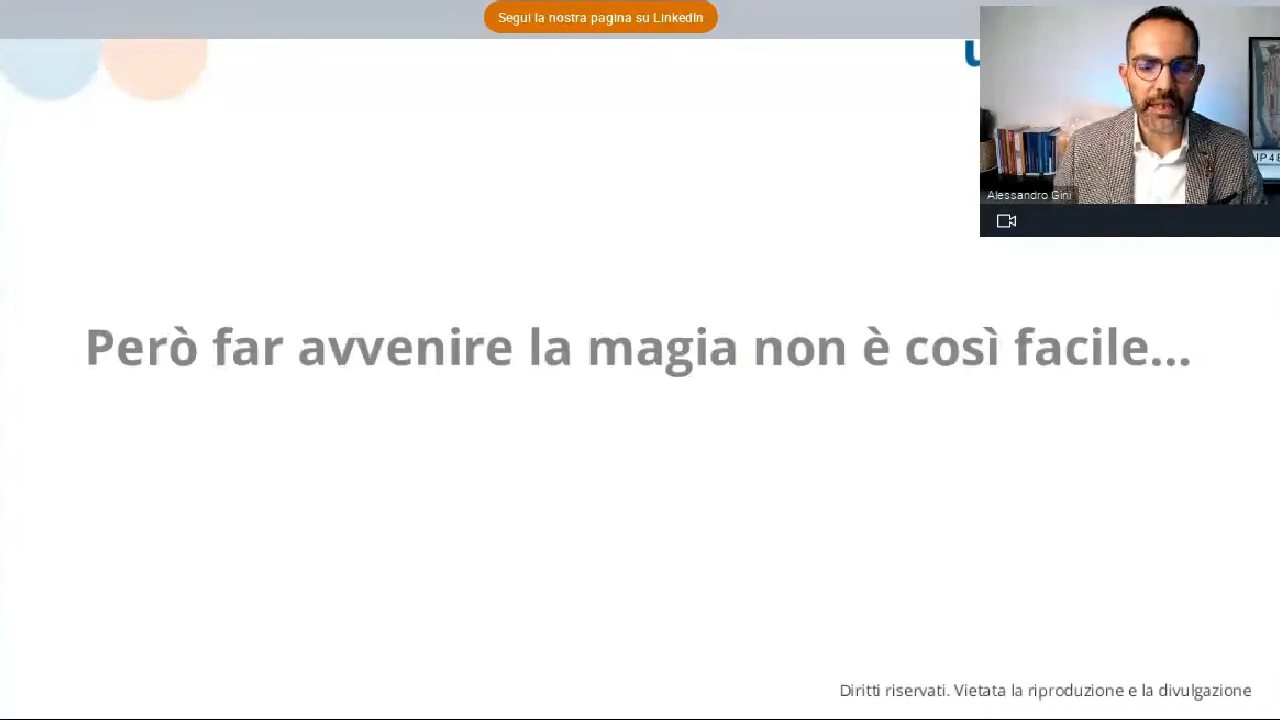 Segui la nostra pagina su LinkedIn
Alessandro Gini
Però far avvenire la magia non è così facile...
Diritti riservati. Vietata la riproduzione e la divulgazione